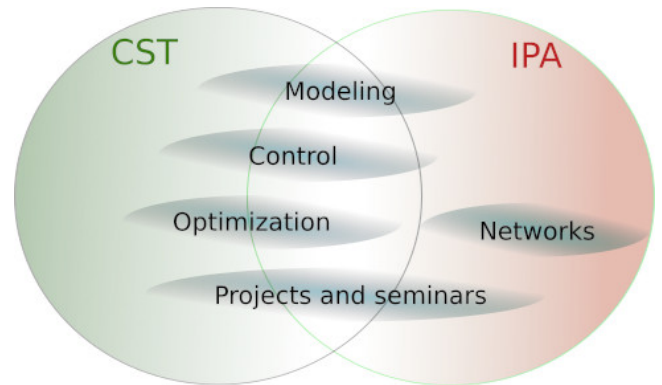 CST
IPA
Modeling
Control
Optimization
Networks
Projects and seminars